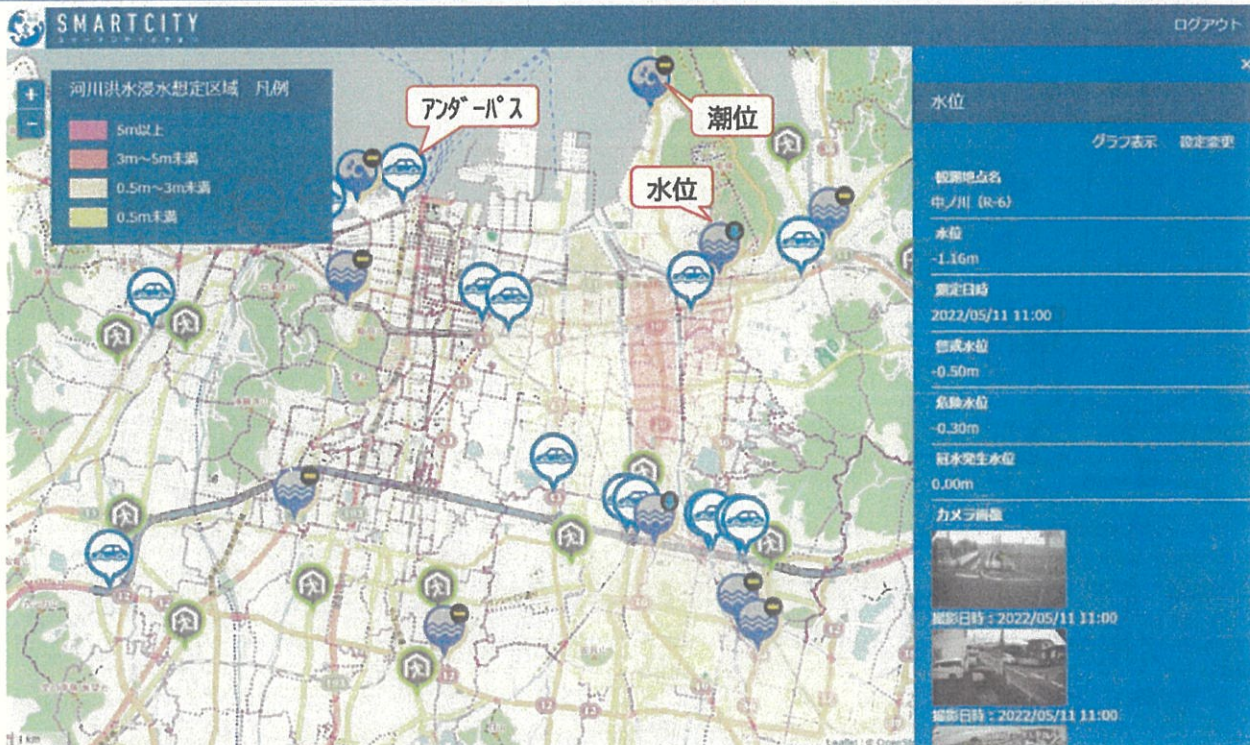 SMARTCITY
ログアウト
+
−
河川洪水浸水想定区域 凡例
5m以上
3m〜5m未満
0.5m〜3m未満
0.5m未満
アンダーパス
潮位
水位
×
水位
グラフ表示 設定変更
観測地点名
中ノ川 (R-6)
水位
-1.16m
測定日時
2022/05/11 11:00
警戒水位
-0.50m
危険水位
-0.30m
冠水発生水位
0.00m
カメラ画像
撮影日時：2022/05/11 11:00
撮影日時：2022/05/11 11:00
1 km